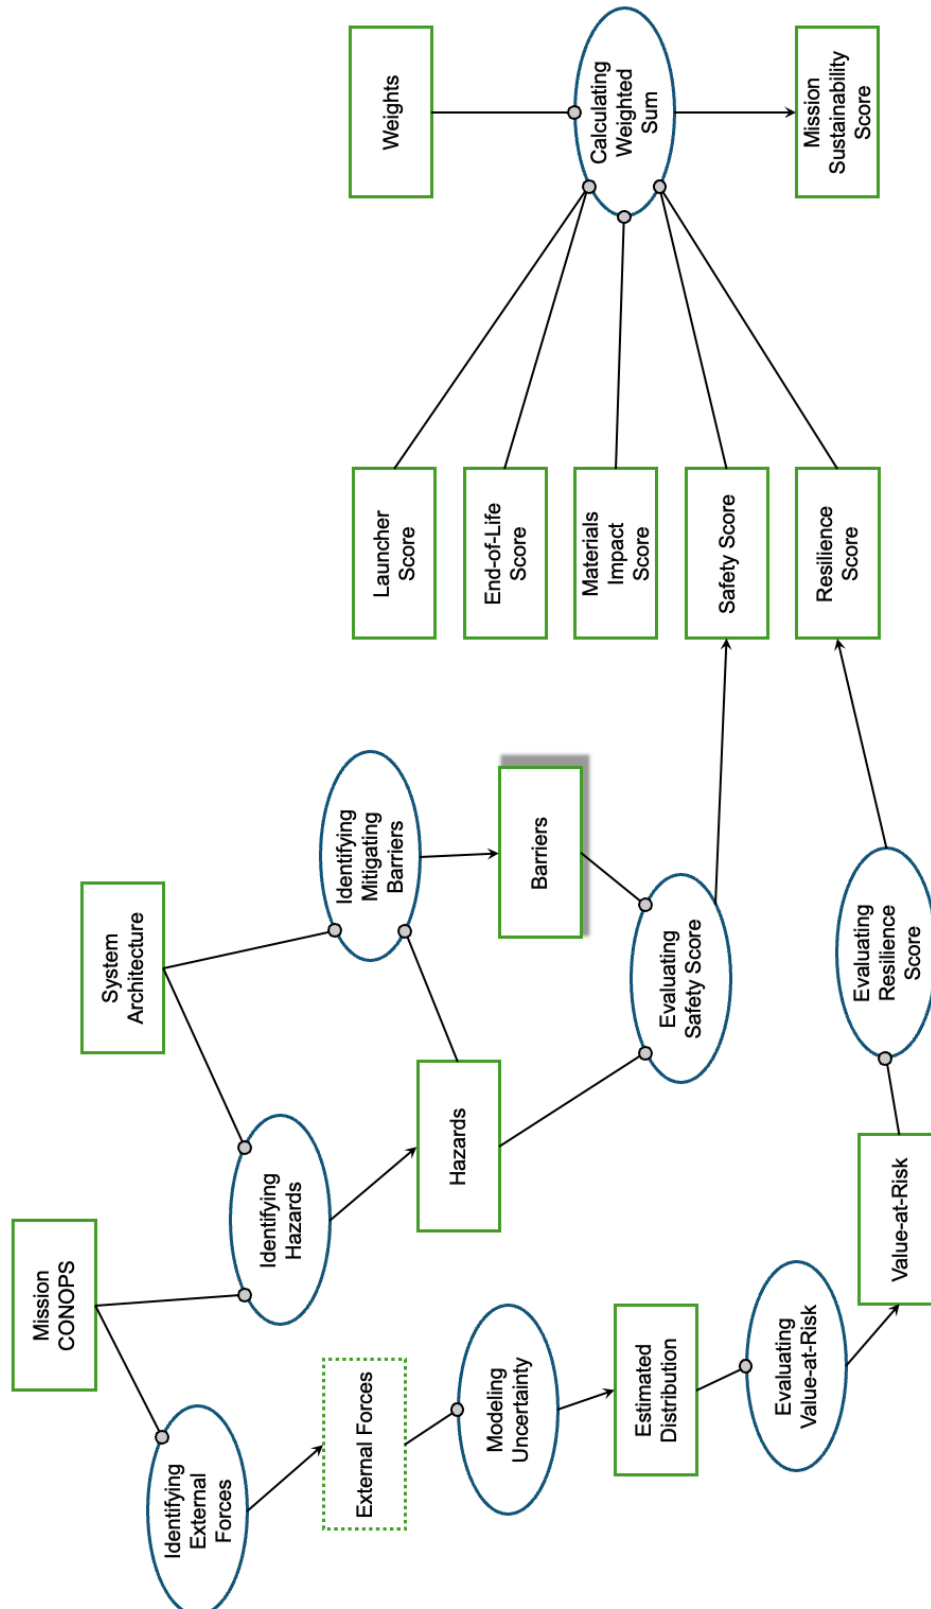 Mission
CONOPS
System
Architecture
Identifying
External
Forces
Identifying
Hazards
Identifying
Mitigating
Barriers
External Forces
Hazards
Barriers
Modeling
Uncertainty
Estimated
Distribution
Evaluating
Safety Score
Evaluating
Value-at-Risk
Value-at-Risk
Evaluating
Resilience
Score
Launcher
Score
End-of-Life
Score
Materials
Impact
Score
Safety Score
Resilience
Score
Weights
Calculating
Weighted
Sum
Mission
Sustainability
Score